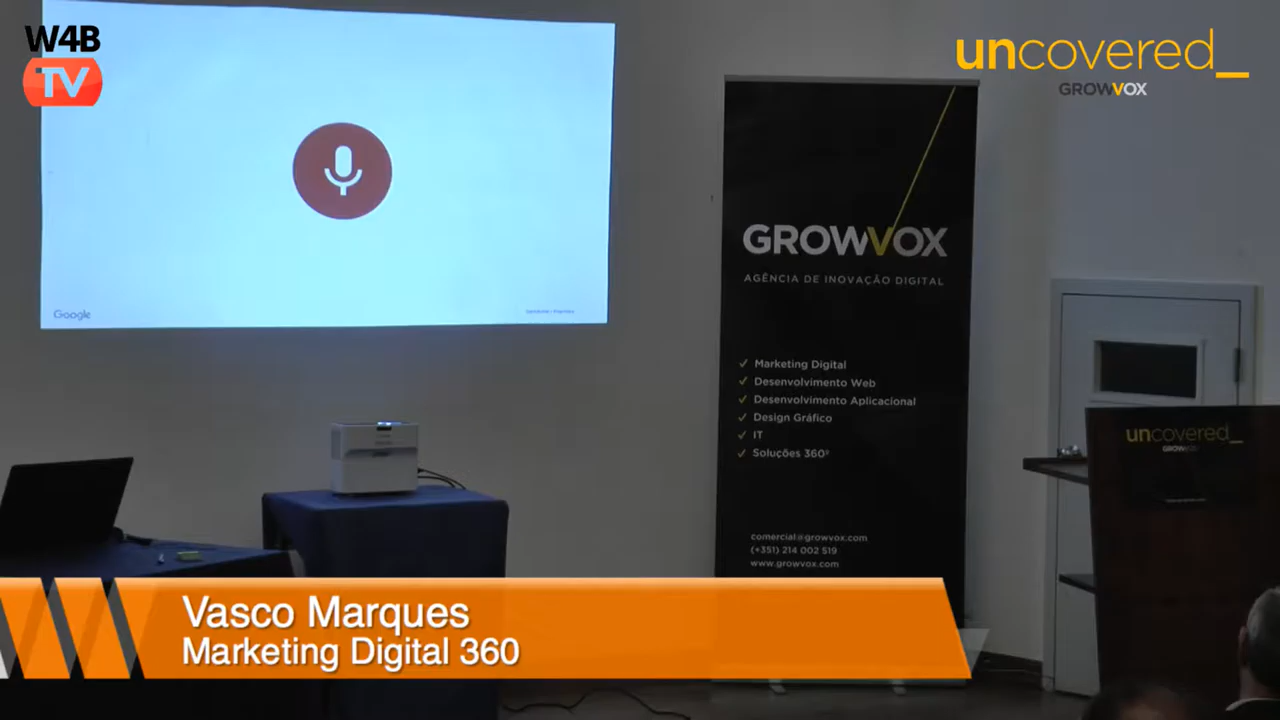 W4B
TV
uncovered_
GROWVOX
Google
GROWVOX
AGÊNCIA DE INOVAÇÃO DIGITAL
✓ Marketing Digital
✓ Desenvolvimento Web
✓ Desenvolvimento Aplicacional
✓ Design Gráfico
✓ IT
✓ Soluções 360º
comercial@growvox.com
(+351) 214 002 519
www.growvox.com
uncovered_
GROWVOX
Vasco Marques
Marketing Digital 360